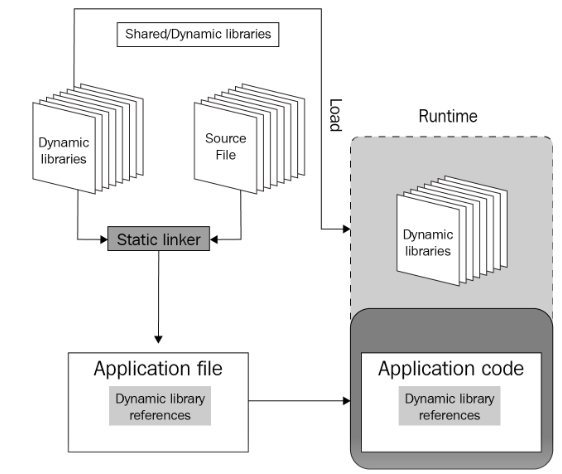 Shared/Dynamic libraries
Dynamic
libraries
Source
File
Load
Runtime
Dynamic
libraries
Static linker
Application file
Dynamic library
references
Application code
Dynamic library
references